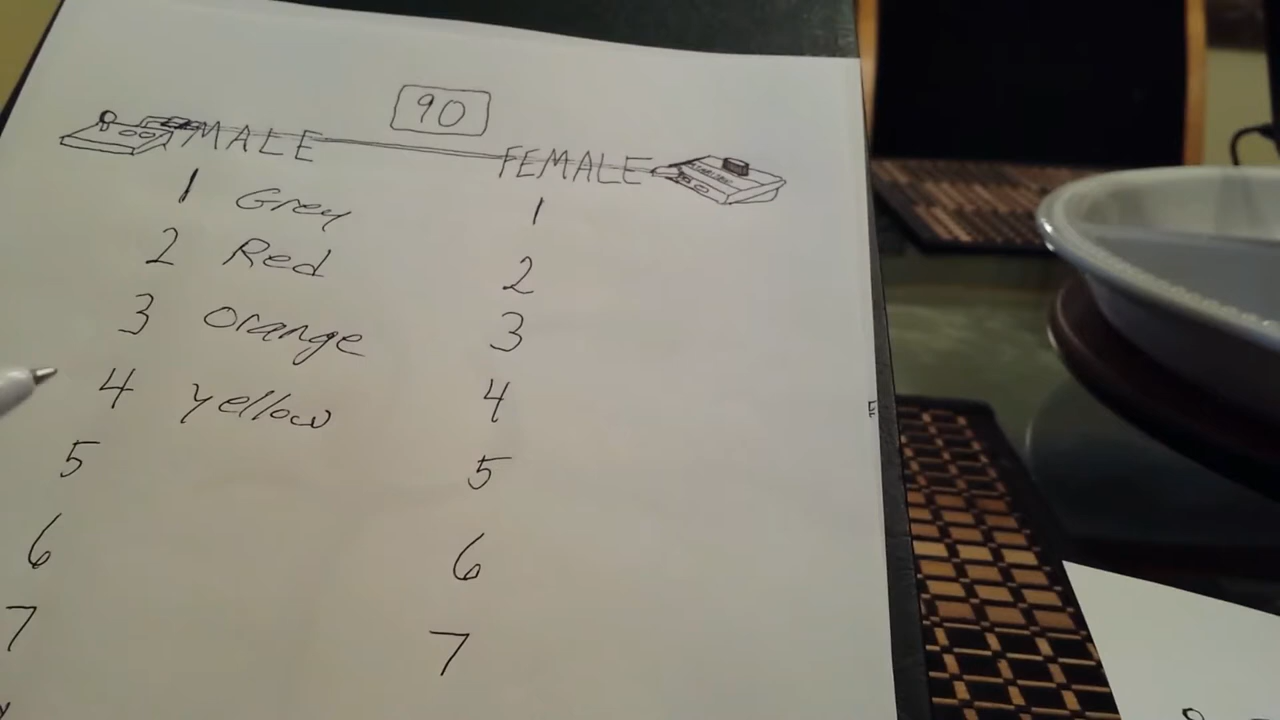 90
MALE FEMALE
1 Grey 1
2 Red 2
3 Orange 3
4 yellow 4
5 5
6 6
7 7